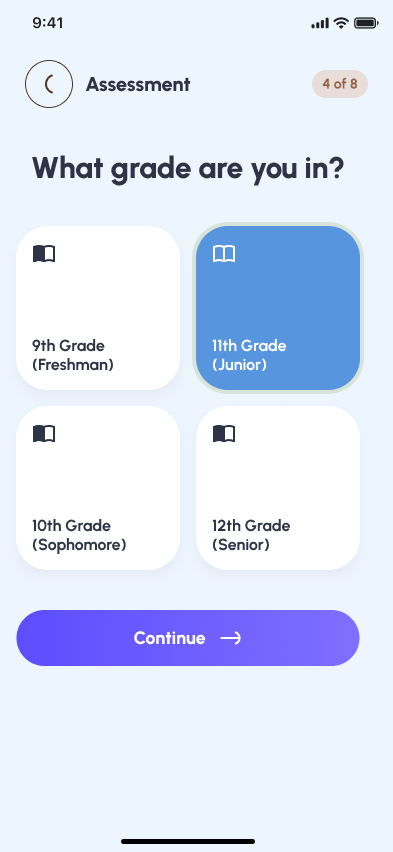 9:41
Assessment
4 of 8
What grade are you in?
9th Grade
(Freshman)
11th Grade
(Junior)
10th Grade
(Sophomore)
12th Grade
(Senior)
Continue